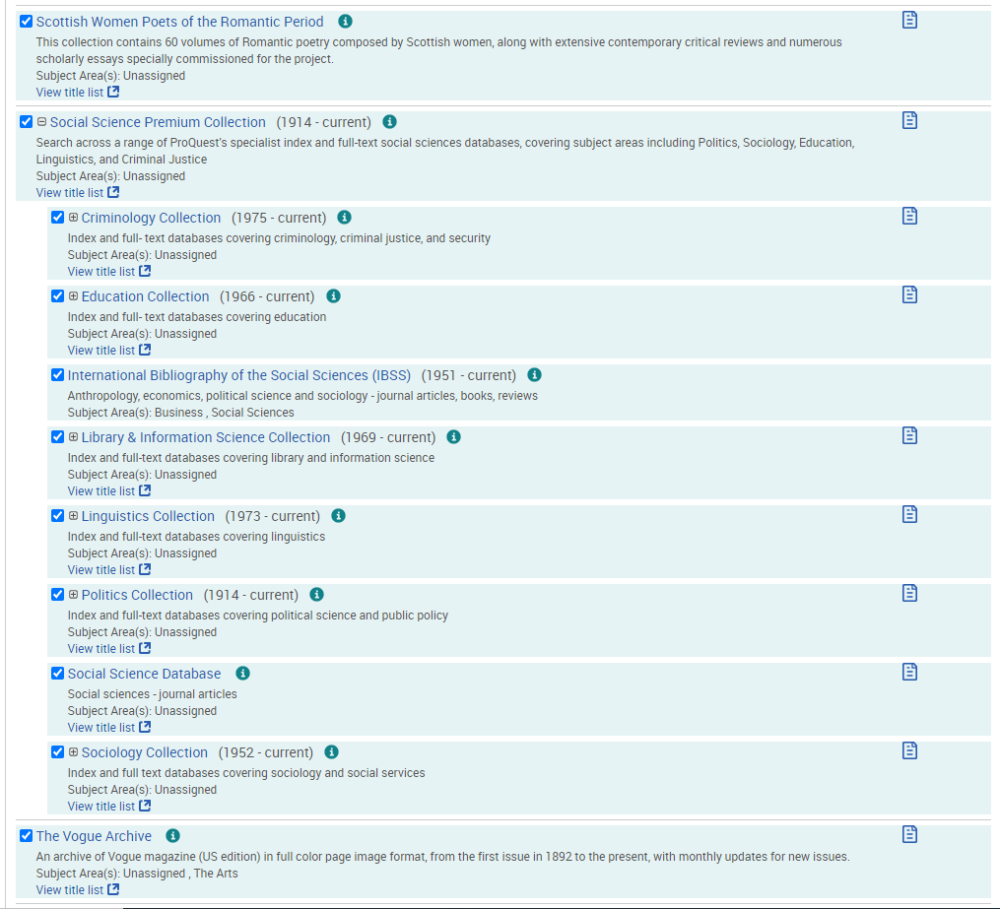 Scottish Women Poets of the Romantic Period
This collection contains 60 volumes of Romantic poetry composed by Scottish women, along with extensive contemporary critical reviews and numerous
scholarly essays specially commissioned for the project.
Subject Area(s): Unassigned
View title list
Social Science Premium Collection (1914 - current)
Search across a range of ProQuest's specialist index and full-text social sciences databases, covering subject areas including Politics, Sociology, Education,
Linguistics, and Criminal Justice
Subject Area(s): Unassigned
View title list
Criminology Collection (1975 - current)
Index and full- text databases covering criminology, criminal justice, and security
Subject Area(s): Unassigned
View title list
Education Collection (1966 - current)
Index and full- text databases covering education
Subject Area(s): Unassigned
View title list
International Bibliography of the Social Sciences (IBSS) (1951 - current)
Anthropology, economics, political science and sociology - journal articles, books, reviews
Subject Area(s): Business , Social Sciences
Library & Information Science Collection (1969 - current)
Index and full-text databases covering library and information science
Subject Area(s): Unassigned
View title list
Linguistics Collection (1973 - current)
Index and full-text databases covering linguistics
Subject Area(s): Unassigned
View title list
Politics Collection (1914 - current)
Index and full-text databases covering political science and public policy
Subject Area(s): Unassigned
View title list
Social Science Database
Social sciences - journal articles
Subject Area(s): Unassigned
View title list
Sociology Collection (1952 - current)
Index and full text databases covering sociology and social services
Subject Area(s): Unassigned
View title list
The Vogue Archive
An archive of Vogue magazine (US edition) in full color page image format, from the first issue in 1892 to the present, with monthly updates for new issues.
Subject Area(s): Unassigned , The Arts
View title list